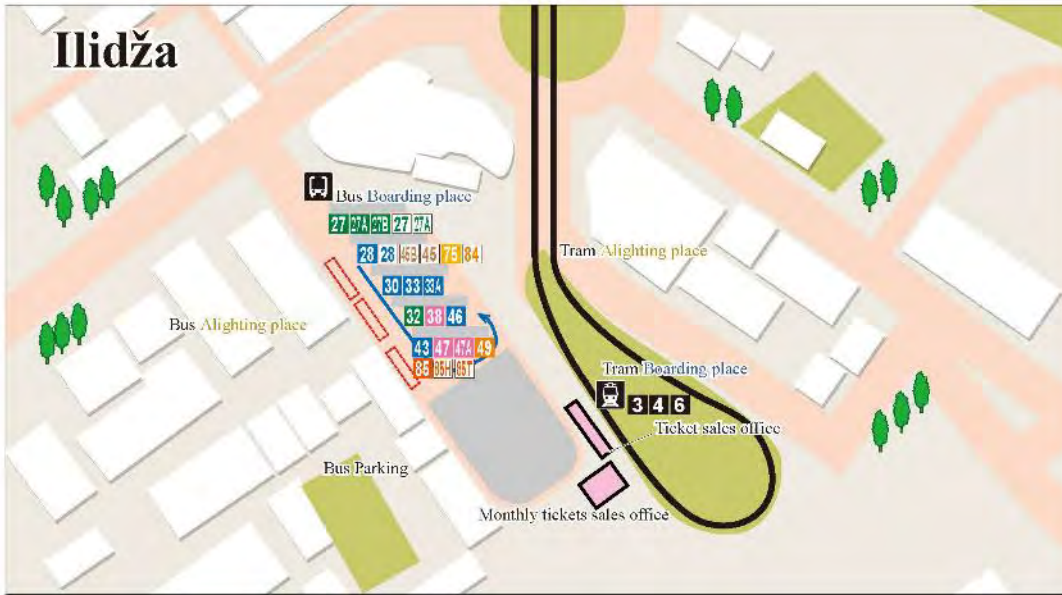 Ilidža
Bus Boarding place
27 27A 27B 27 27A
28 28 45B 45 75 84
30 33 33A
32 38 46
43 47 47A 49
85 85H 85T
Bus Alighting place
Tram Alighting place
Tram Boarding place
3 4 6
Ticket sales office
Bus Parking
Monthly tickets sales office